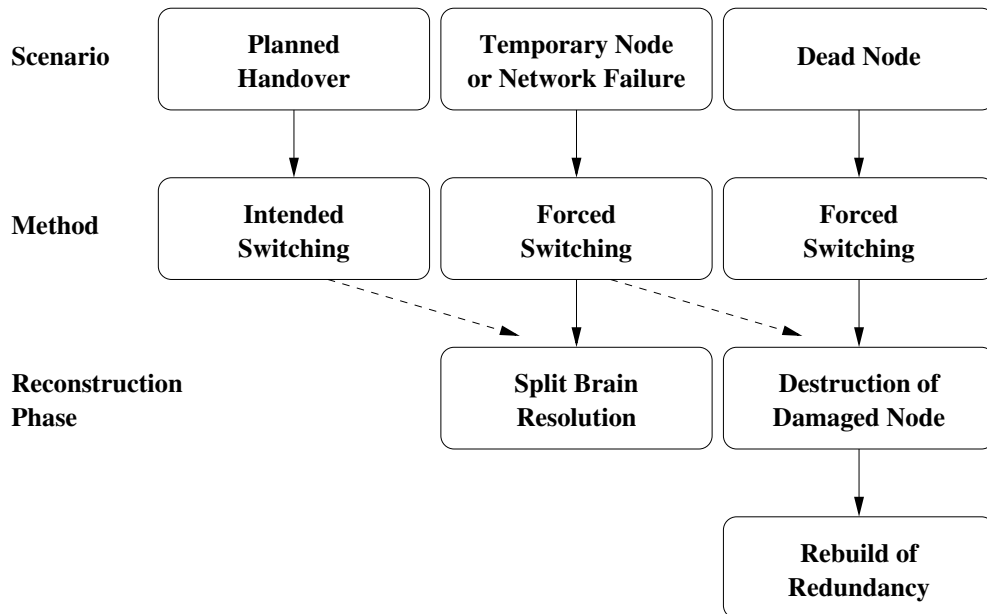 Scenario
Planned
Handover
Temporary Node
or Network Failure
Dead Node
Method
Intended
Switching
Forced
Switching
Forced
Switching
Reconstruction
Phase
Split Brain
Resolution
Destruction of
Damaged Node
Rebuild of
Redundancy